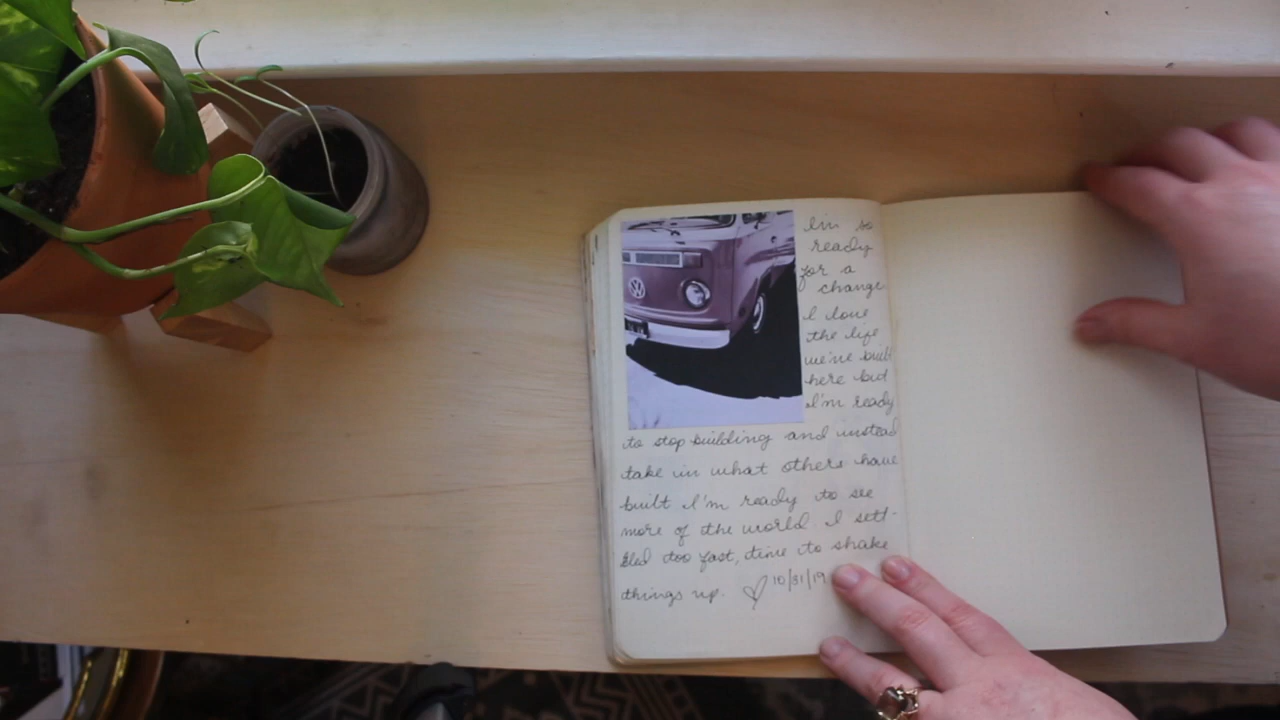 I'm so
ready
for a
change.
I love
the life
we've built
here but
I'm ready
to stop building and instead
take in what others have
built I'm ready to see
more of the world. I sett-
led too fast, time to shake
things up. ♡ 10/31/19